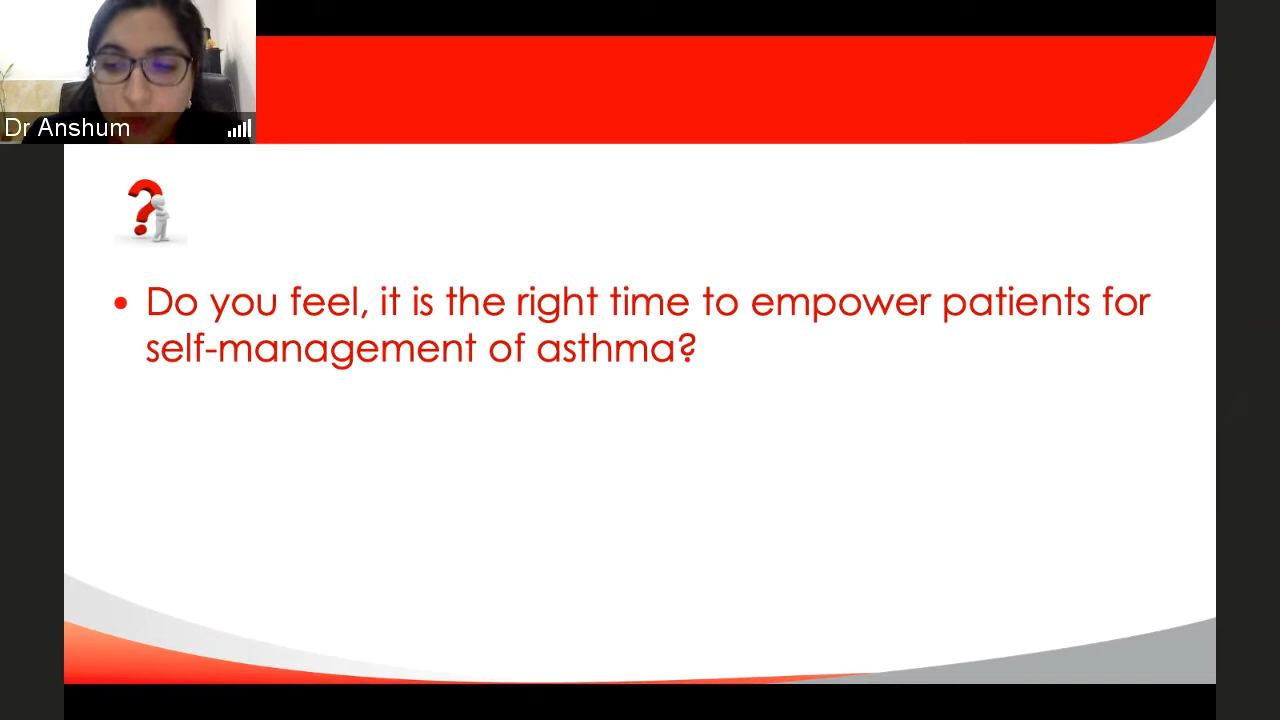 Dr Anshum
• Do you feel, it is the right time to empower patients for
self-management of asthma?